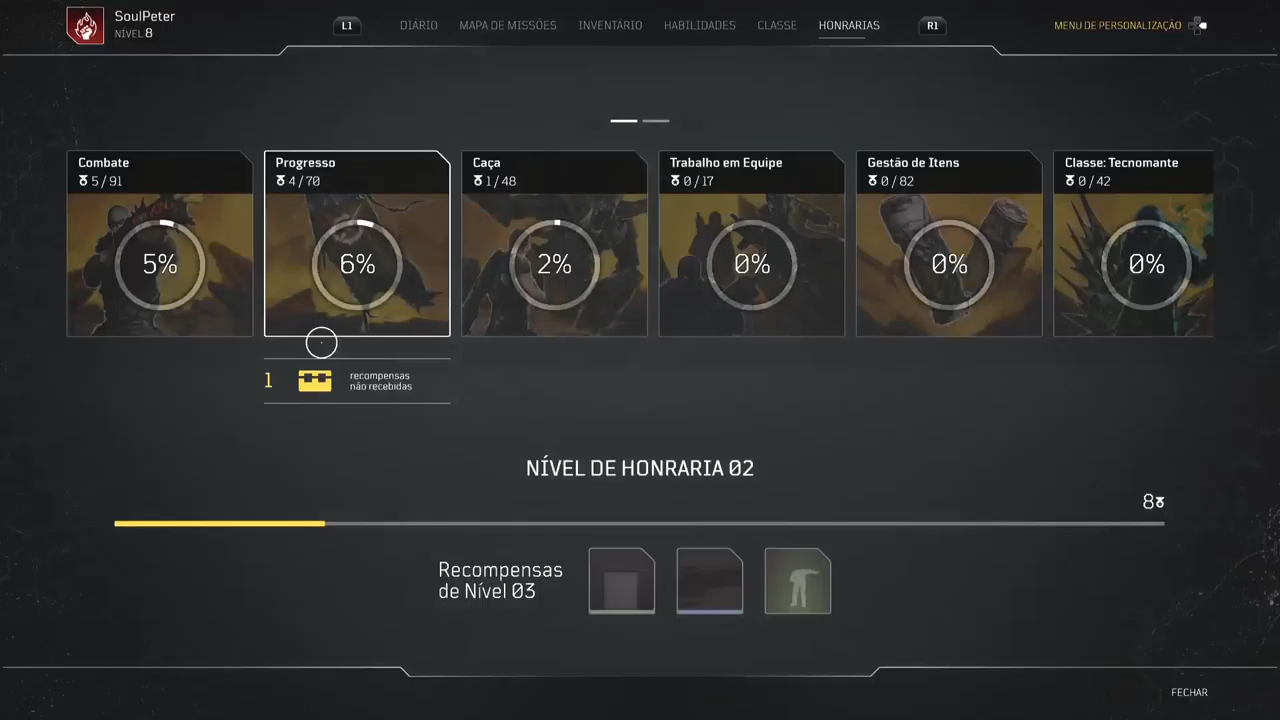 SoulPeter
NÍVEL 8
L1
DIÁRIO
MAPA DE MISSÕES
INVENTÁRIO
HABILIDADES
CLASSE
HONRARIAS
R1
MENU DE PERSONALIZAÇÃO
Combate
5 / 91
5%
Progresso
4 / 70
6%
Caça
1 / 48
2%
Trabalho em Equipe
0 / 17
0%
Gestão de Itens
0 / 82
0%
Classe: Tecnomante
0 / 42
0%
1
recompensas
não recebidas
NÍVEL DE HONRARIA 02
8
Recompensas
de Nível 03
FECHAR